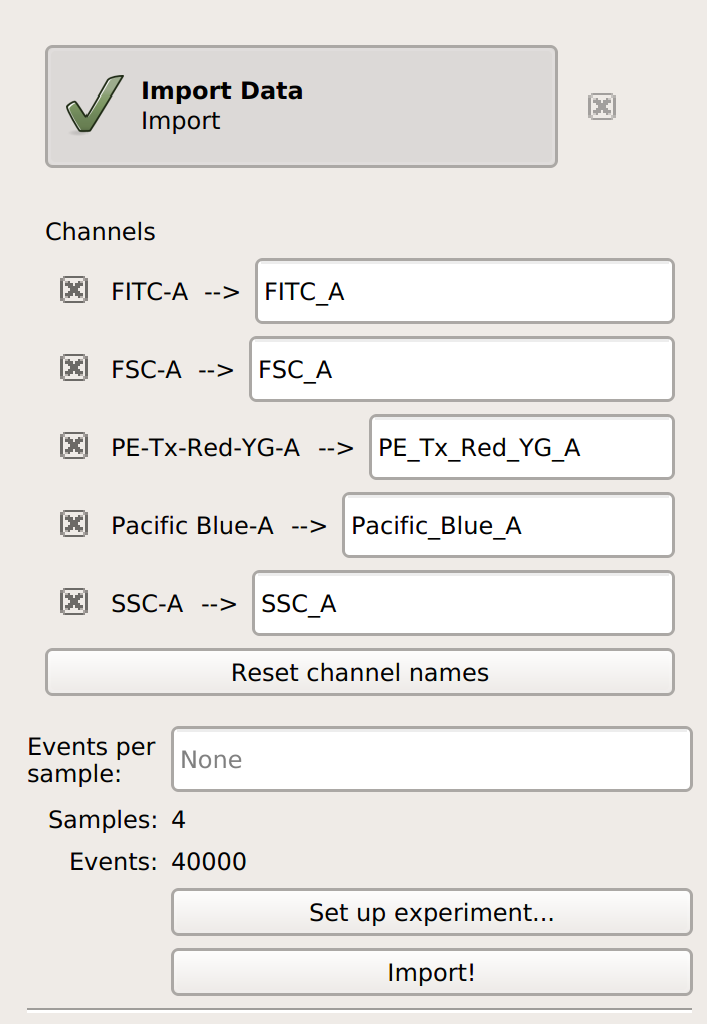 Import Data
Import
Channels
FITC-A --> FITC_A
FSC-A --> FSC_A
PE-Tx-Red-YG-A --> PE_Tx_Red_YG_A
Pacific Blue-A --> Pacific_Blue_A
SSC-A --> SSC_A
Reset channel names
Events per
sample:
None
Samples: 4
Events: 40000
Set up experiment...
Import!